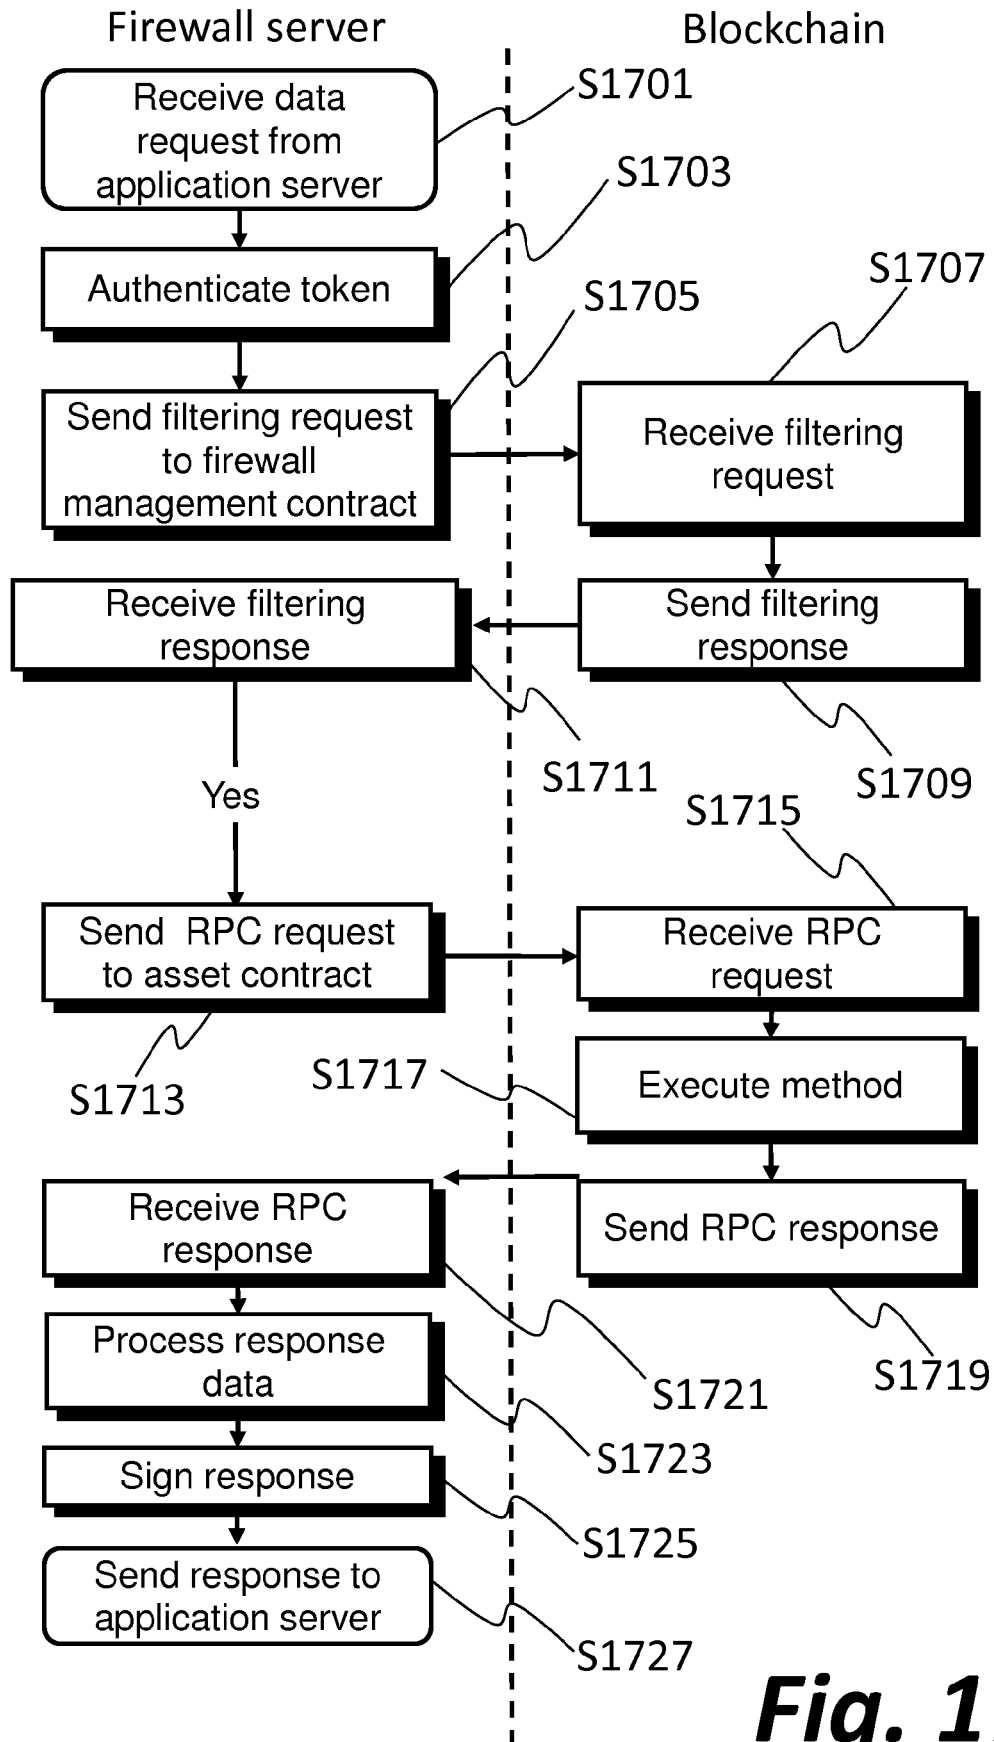 Firewall server
Blockchain
Receive data
request from
application server
S1701
Authenticate token
S1703
Send filtering request
to firewall
management contract
S1705
Receive filtering
request
S1707
Send filtering
response
S1709
Receive filtering
response
S1711
Yes
Send RPC request
to asset contract
S1713
Receive RPC
request
S1715
Execute method
S1717
Send RPC response
S1719
Receive RPC
response
S1721
Process response
data
S1723
Sign response
S1725
Send response to
application server
S1727
Fig. 1